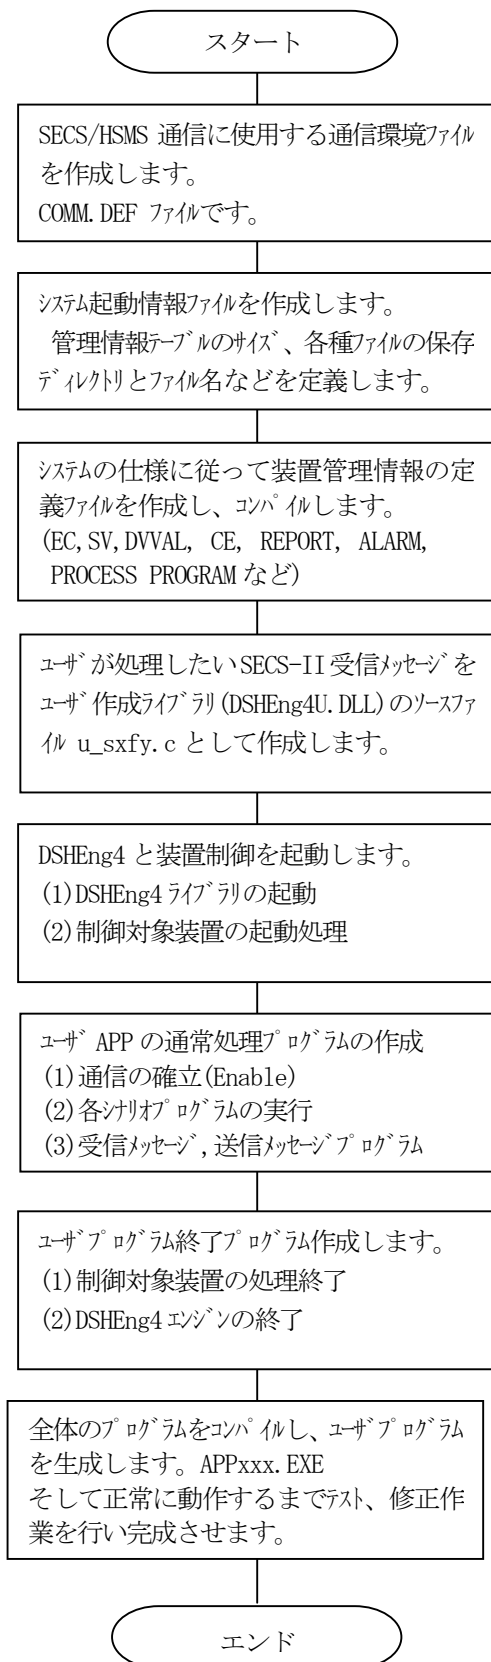 スタート
SECS/HSMS 通信に使用する通信環境ﾌｧｲﾙ
を作成します。
COMM.DEF ﾌｧｲﾙです。
ｼｽﾃﾑ起動情報ﾌｧｲﾙを作成します。
管理情報ﾃｰﾌﾞﾙのｻｲｽﾞ、各種ﾌｧｲﾙの保存
ﾃﾞｨﾚｸﾄﾘとﾌｧｲﾙ名などを定義します。
ｼｽﾃﾑの仕様に従って装置管理情報の定
義ﾌｧｲﾙを作成し、ｺﾝﾊﾟｲﾙします。
(EC,SV,DVVAL, CE, REPORT, ALARM,
PROCESS PROGRAM など)
ﾕｰｻﾞが処理したい SECS-II 受信ﾒｯｾｰｼﾞを
ﾕｰｻﾞ作成ﾗｲﾌﾞﾗﾘ(DSHEng4U.DLL)のｿｰｽﾌｧ
ｲﾙ u_sxfy.c として作成します。
DSHEng4 と装置制御を起動します。
(1)DSHEng4 ﾗｲﾌﾞﾗﾘの起動
(2)制御対象装置の起動処理
ﾕｰｻﾞ APP の通常処理ﾌﾟﾛｸﾞﾗﾑの作成
(1)通信の確立(Enable)
(2)各ｼﾅﾘｵﾌﾟﾛｸﾞﾗﾑの実行
(3)受信ﾒｯｾｰｼﾞ,送信ﾒｯｾｰｼﾞﾌﾟﾛｸﾞﾗﾑ
ﾕｰｻﾞﾌﾟﾛｸﾞﾗﾑ終了ﾌﾟﾛｸﾞﾗﾑ作成します。
(1)制御対象装置の処理終了
(2)DSHEng4 ｴﾝｼﾞﾝの終了
全体のﾌﾟﾛｸﾞﾗﾑをｺﾝﾊﾟｲﾙし、ﾕｰｻﾞﾌﾟﾛｸﾞﾗﾑ
を生成します。APPxxx.EXE
そして正常に動作するまでﾃｽﾄ、修正作
業を行い完成させます。
エンド